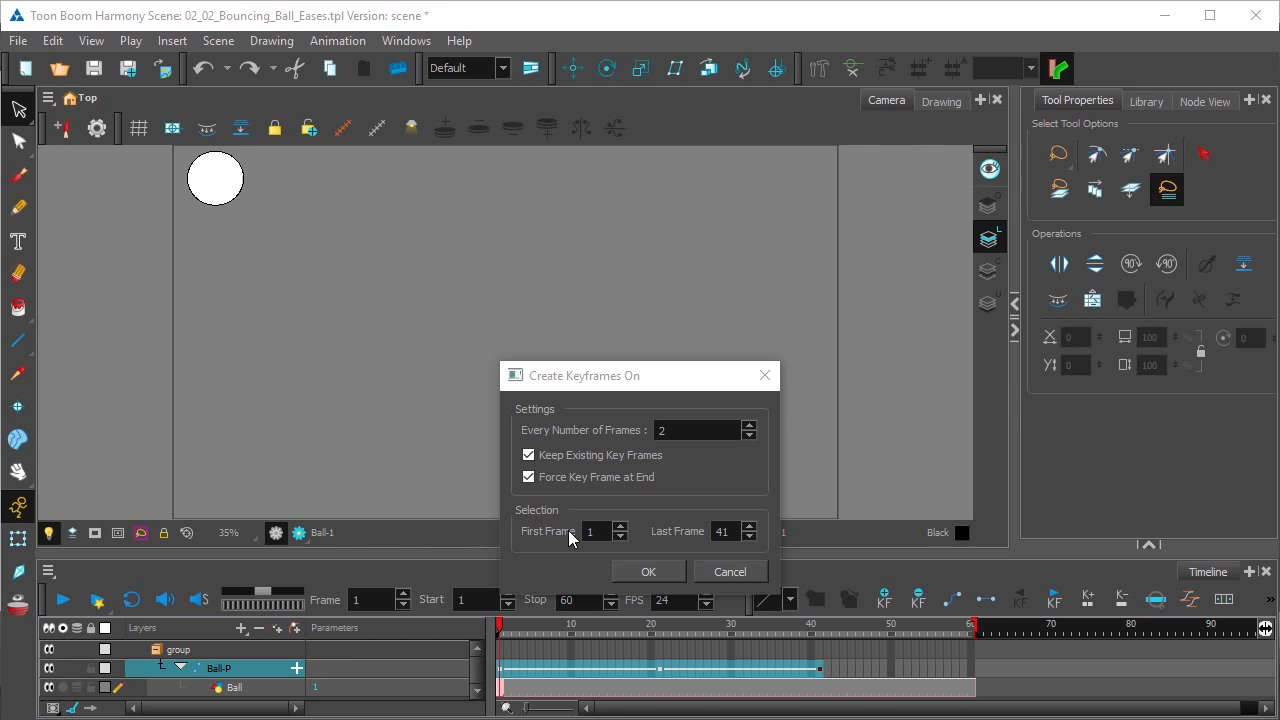 Toon Boom Harmony Scene: 02_02_Bouncing_Ball_Eases.tpl Version: scene *
File Edit View Play Insert Scene Drawing Animation Windows Help
Default
Top
Camera
Drawing
Tool Properties
Library
Node View
Select Tool Options
Operations
90°
90°
X 0
100 %
0
Y 0
100 %
Create Keyframes On
Settings
Every Number of Frames : 2
Keep Existing Key Frames
Force Key Frame at End
Selection
First Frame 1
Last Frame 41
OK
Cancel
35%
Ball-1
1
Black
Timeline
Frame 1
Start 1
Stop 60
FPS 24
KF
KF
KF
KF
K+
K-
»
Layers
Parameters
10 20 30 40 50 60 70 80 90
group
Ball-P
Ball
1